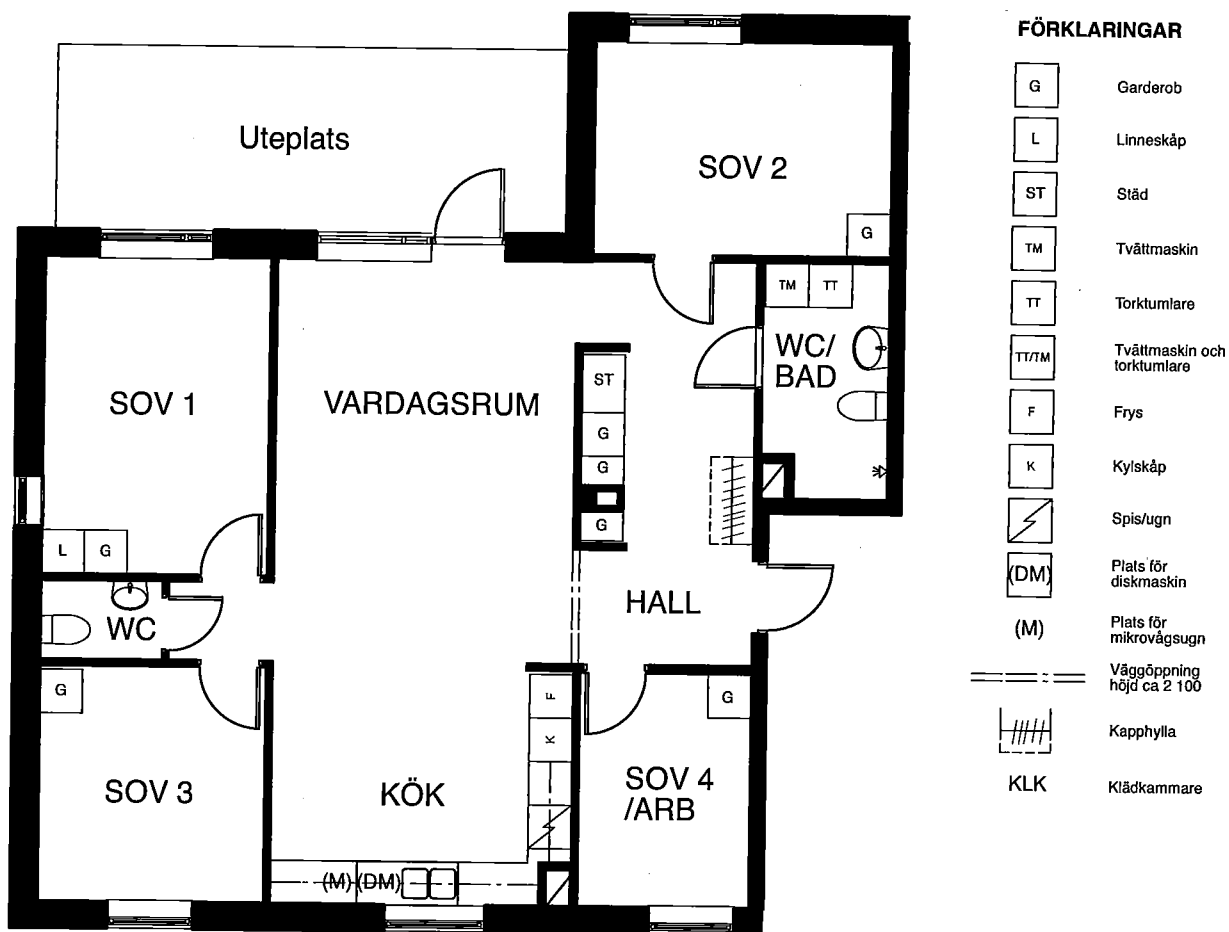 Uteplats
SOV 2
G
TM
TT
WC/
BAD
SOV 1
VARDAGSRUM
ST
G
G
G
L
G
WC
HALL
G
SOV 3
KÖK
F
K
G
SOV 4
/ARB
(M)
(DM)
FÖRKLARINGAR
G
Garderob
L
Linneskåp
ST
Städ
TM
Tvättmaskin
TT
Torktumlare
TT/TM
Tvättmaskin och
torktumlare
F
Frys
K
Kylskåp
Spis/ugn
(DM)
Plats för
diskmaskin
(M)
Plats för
mikrovågsugn
Väggöppning
höjd ca 2 100
Kapphylla
KLK
Klädkammare